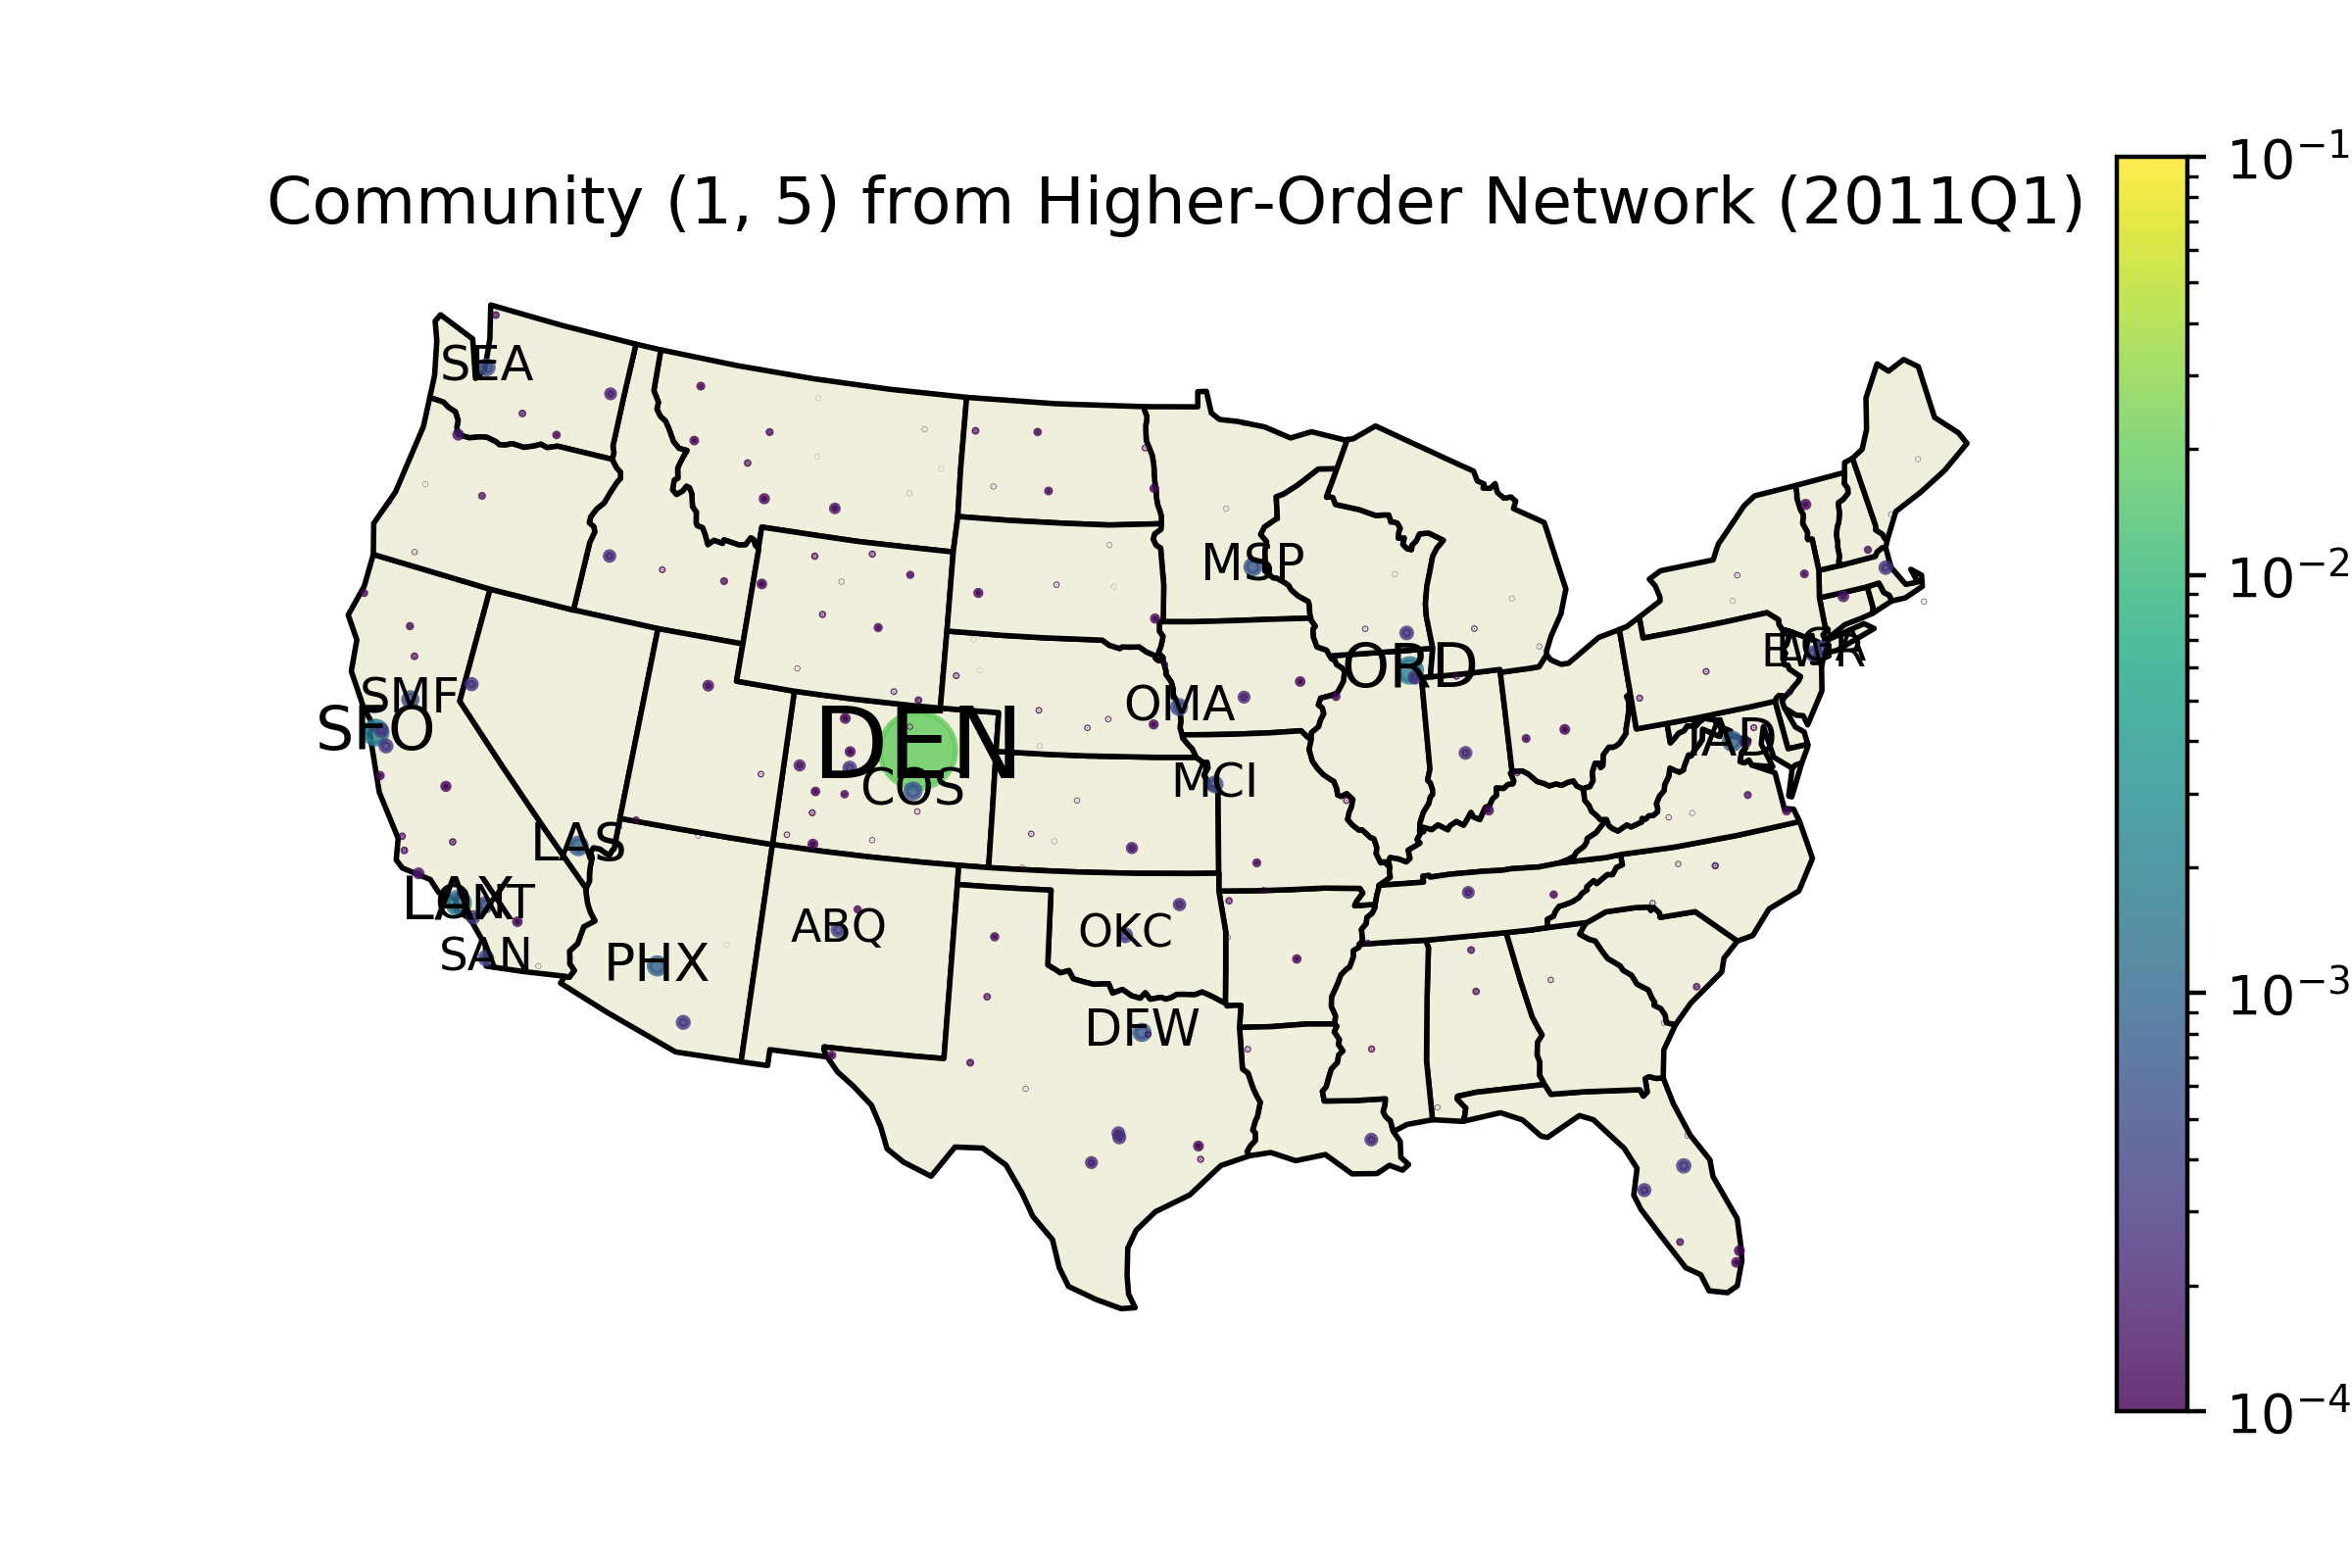 Community (1, 5) from Higher-Order Network (2011Q1)
10⁻¹
SEA
MSP
10⁻²
EWR
ORD
SMF
OMA
SFO
DEN
IAD
COS
MCI
LAS
LAX
ONT
ABQ
OKC
SAN
PHX
10⁻³
DFW
10⁻⁴